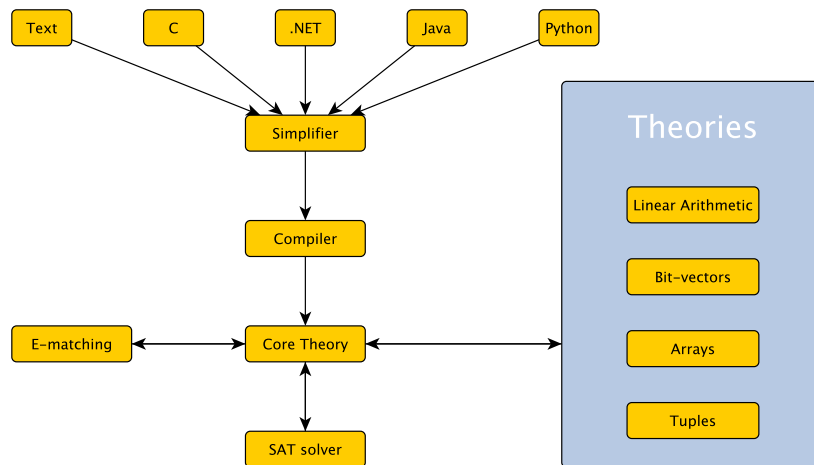 Text
C
.NET
Java
Python
Simplifier
Compiler
E-matching
Core Theory
SAT solver
Theories
Linear Arithmetic
Bit-vectors
Arrays
Tuples